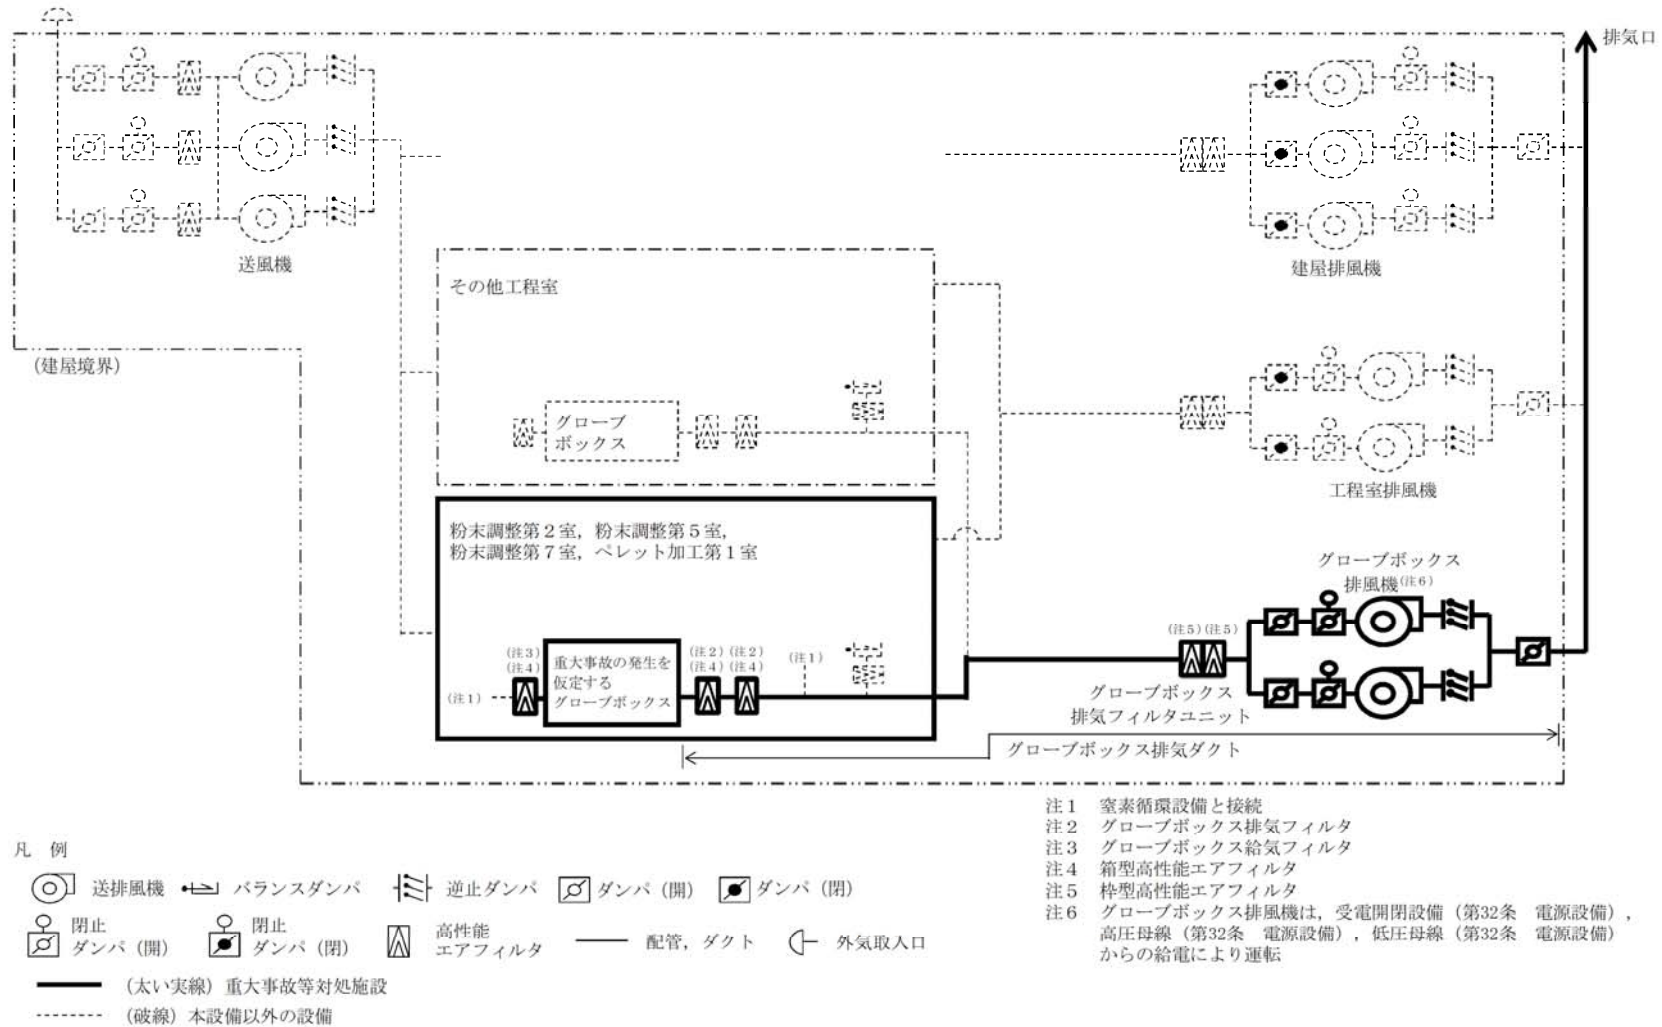 排気口
送風機
建屋排風機
(建屋境界)
その他工程室
グローブ
ボックス
工程室排風機
粉末調整第2室，粉末調整第5室，
粉末調整第7室，ペレット加工第1室
グローブボックス
排風機(注6)
(注3)
(注4)
重大事故の発生を
仮定する
グローブボックス
(注2)(注2)
(注4)(注4)
(注1)
(注1)
(注5)(注5)
グローブボックス
排気フィルタユニット
グローブボックス排気ダクト
注1 窒素循環設備と接続
注2 グローブボックス排気フィルタ
注3 グローブボックス給気フィルタ
注4 箱型高性能エアフィルタ
注5 枠型高性能エアフィルタ
注6 グローブボックス排風機は，受電開閉設備（第32条 電源設備），
高圧母線（第32条 電源設備），低圧母線（第32条 電源設備）
からの給電により運転
凡 例
送排風機
バランスダンパ
逆止ダンパ
ダンパ（開）
ダンパ（閉）
閉止
ダンパ（開）
閉止
ダンパ（閉）
高性能
エアフィルタ
配管，ダクト
外気取入口
（太い実線）重大事故等対処施設
（破線）本設備以外の設備